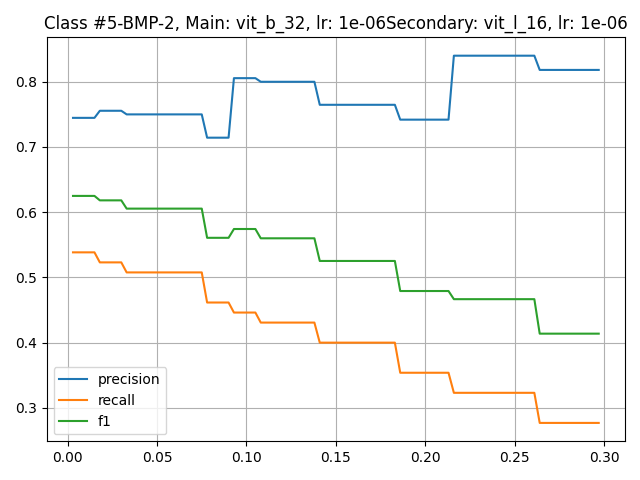 Class #5-BMP-2, Main: vit_b_32, lr: 1e-06Secondary: vit_l_16, lr: 1e-06
0.8
0.7
0.6
0.5
0.4
0.3
precision
recall
f1
0.00 0.05 0.10 0.15 0.20 0.25 0.30